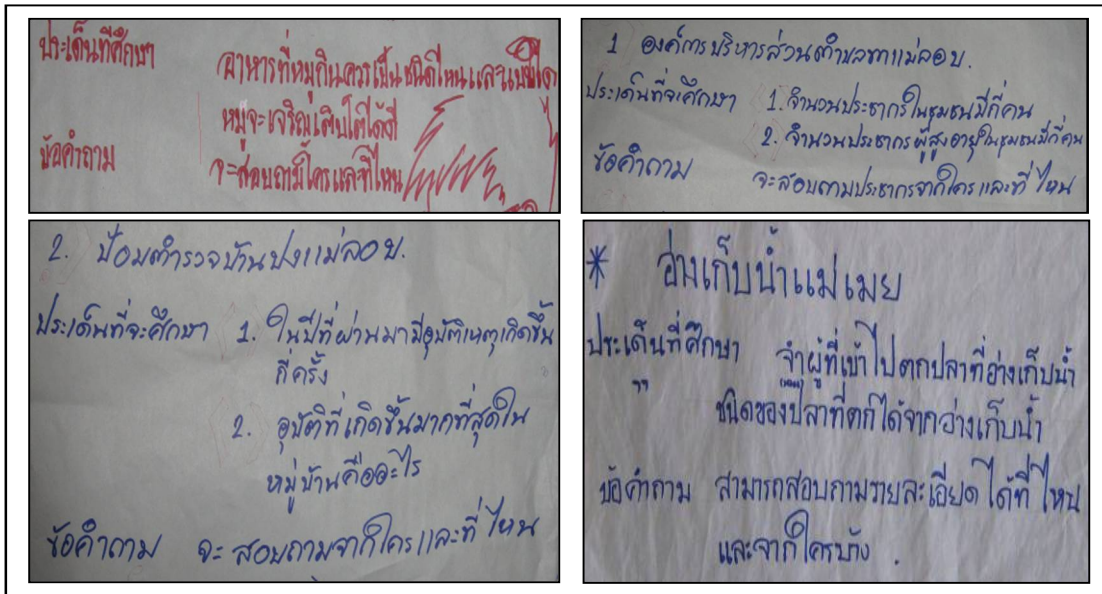 ประเด็นที่ศึกษา อาหารที่หมูกินควรเป็นชนิดไหนและแบบใด
หมูจะเจริญเติบโตได้ดี
ข้อคำถาม จะสอบถามใครและที่ไหน
1 องค์การบริหารส่วนตำบลทาแม่ลอบ.
ประเด็นที่จะศึกษา 1. จำนวนประชากรในชุมชนมีกี่คน
2. จำนวนประชากรผู้สูงอายุในชุมชนมีกี่คน
ข้อคำถาม จะสอบถามประชากรจากใครและที่ไหน
2. ป้อมตำรวจบ้านปงแม่ลอบ.
ประเด็นที่จะศึกษา 1. ในปีที่ผ่านมามีอุบัติเหตุเกิดขึ้น
กี่ครั้ง
2. อุบัติที่เกิดขึ้นมากที่สุดใน
หมู่บ้านคืออะไร
ข้อคำถาม จะสอบถามจากใครและที่ไหน
* อ่างเก็บน้ำแม่เมย
ประเด็นที่ศึกษา จำผู้ที่เข้าไปตกปลาที่อ่างเก็บน้ำ
" ชนิดของปลาที่ตกได้จากอ่างเก็บน้ำ
ข้อคำถาม สามารถสอบถามรายละเอียดได้ที่ไหน
และจากใครบ้าง .